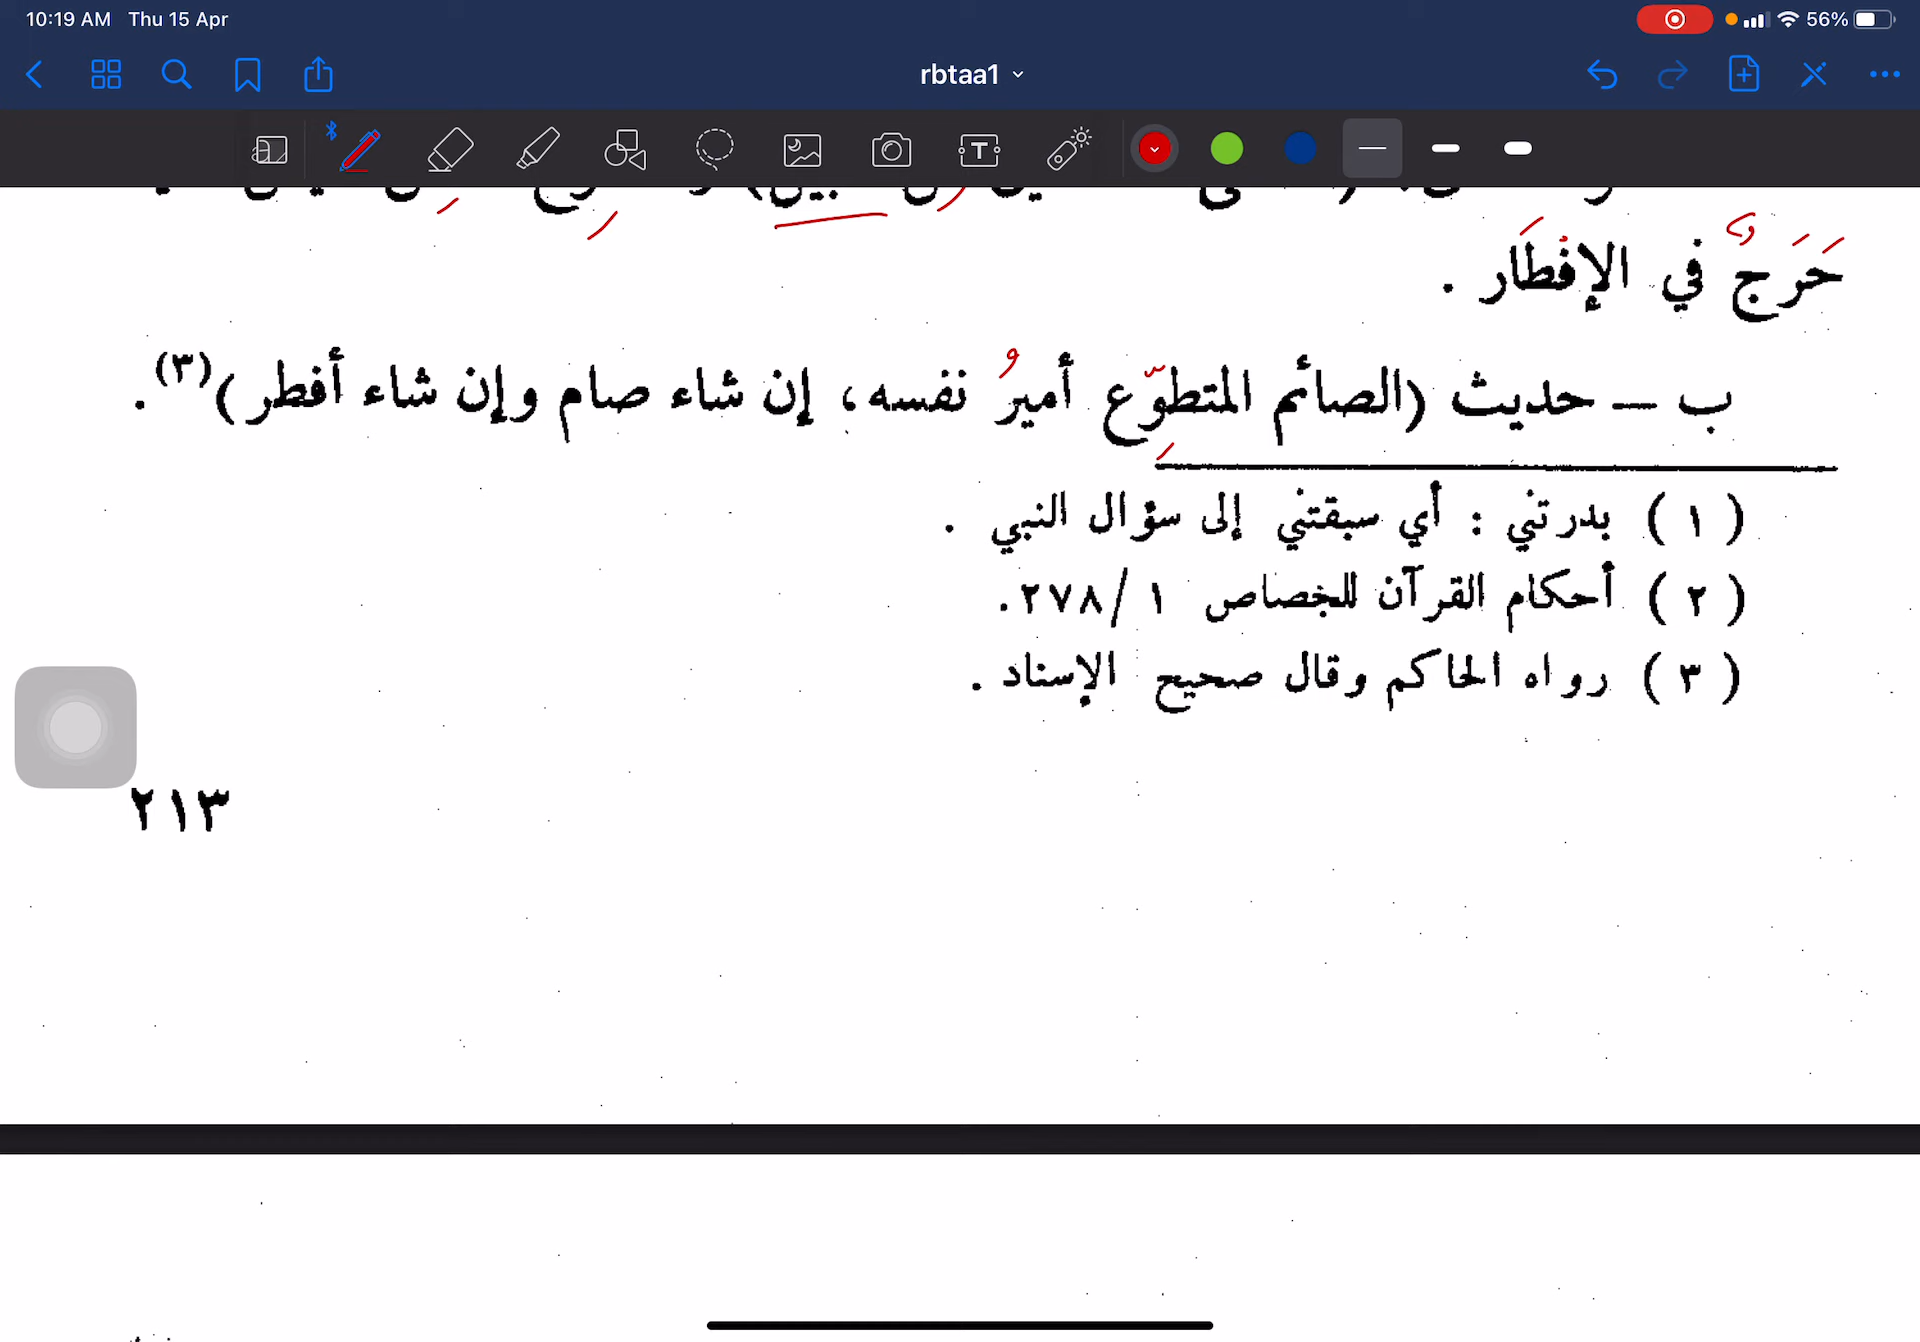 10:19 AM Thu 15 Apr
56%
rbtaa1
حَرَجٌ في الإفْطَار .
ب — حديث (الصائم المتطوِّع أميرُ نفسه، إن شاء صام وإن شاء أفطر)(٣).
(١) بدرتني : أي سبقتني إلى سؤال النبي .
(٢) أحكام القرآن للجصاص ١ /٢٧٨.
(٣) رواه الحاكم وقال صحيح الإسناد .
٢١٣